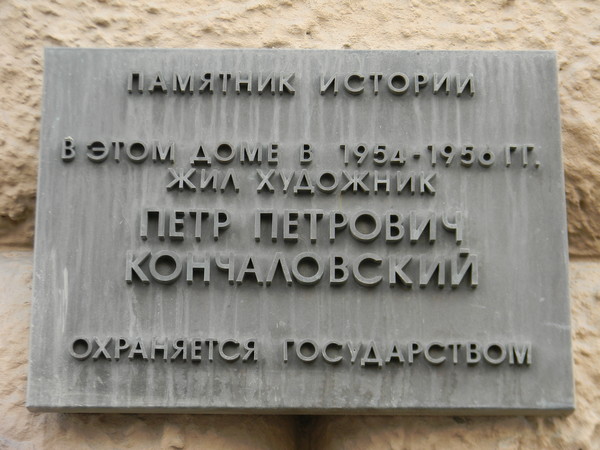 ПАМЯТНИК ИСТОРИИ
В ЭТОМ ДОМЕ В 1954-1956 ГГ.
ЖИЛ ХУДОЖНИК
ПЕТР ПЕТРОВИЧ
КОНЧАЛОВСКИЙ
ОХРАНЯЕТСЯ ГОСУДАРСТВОМ